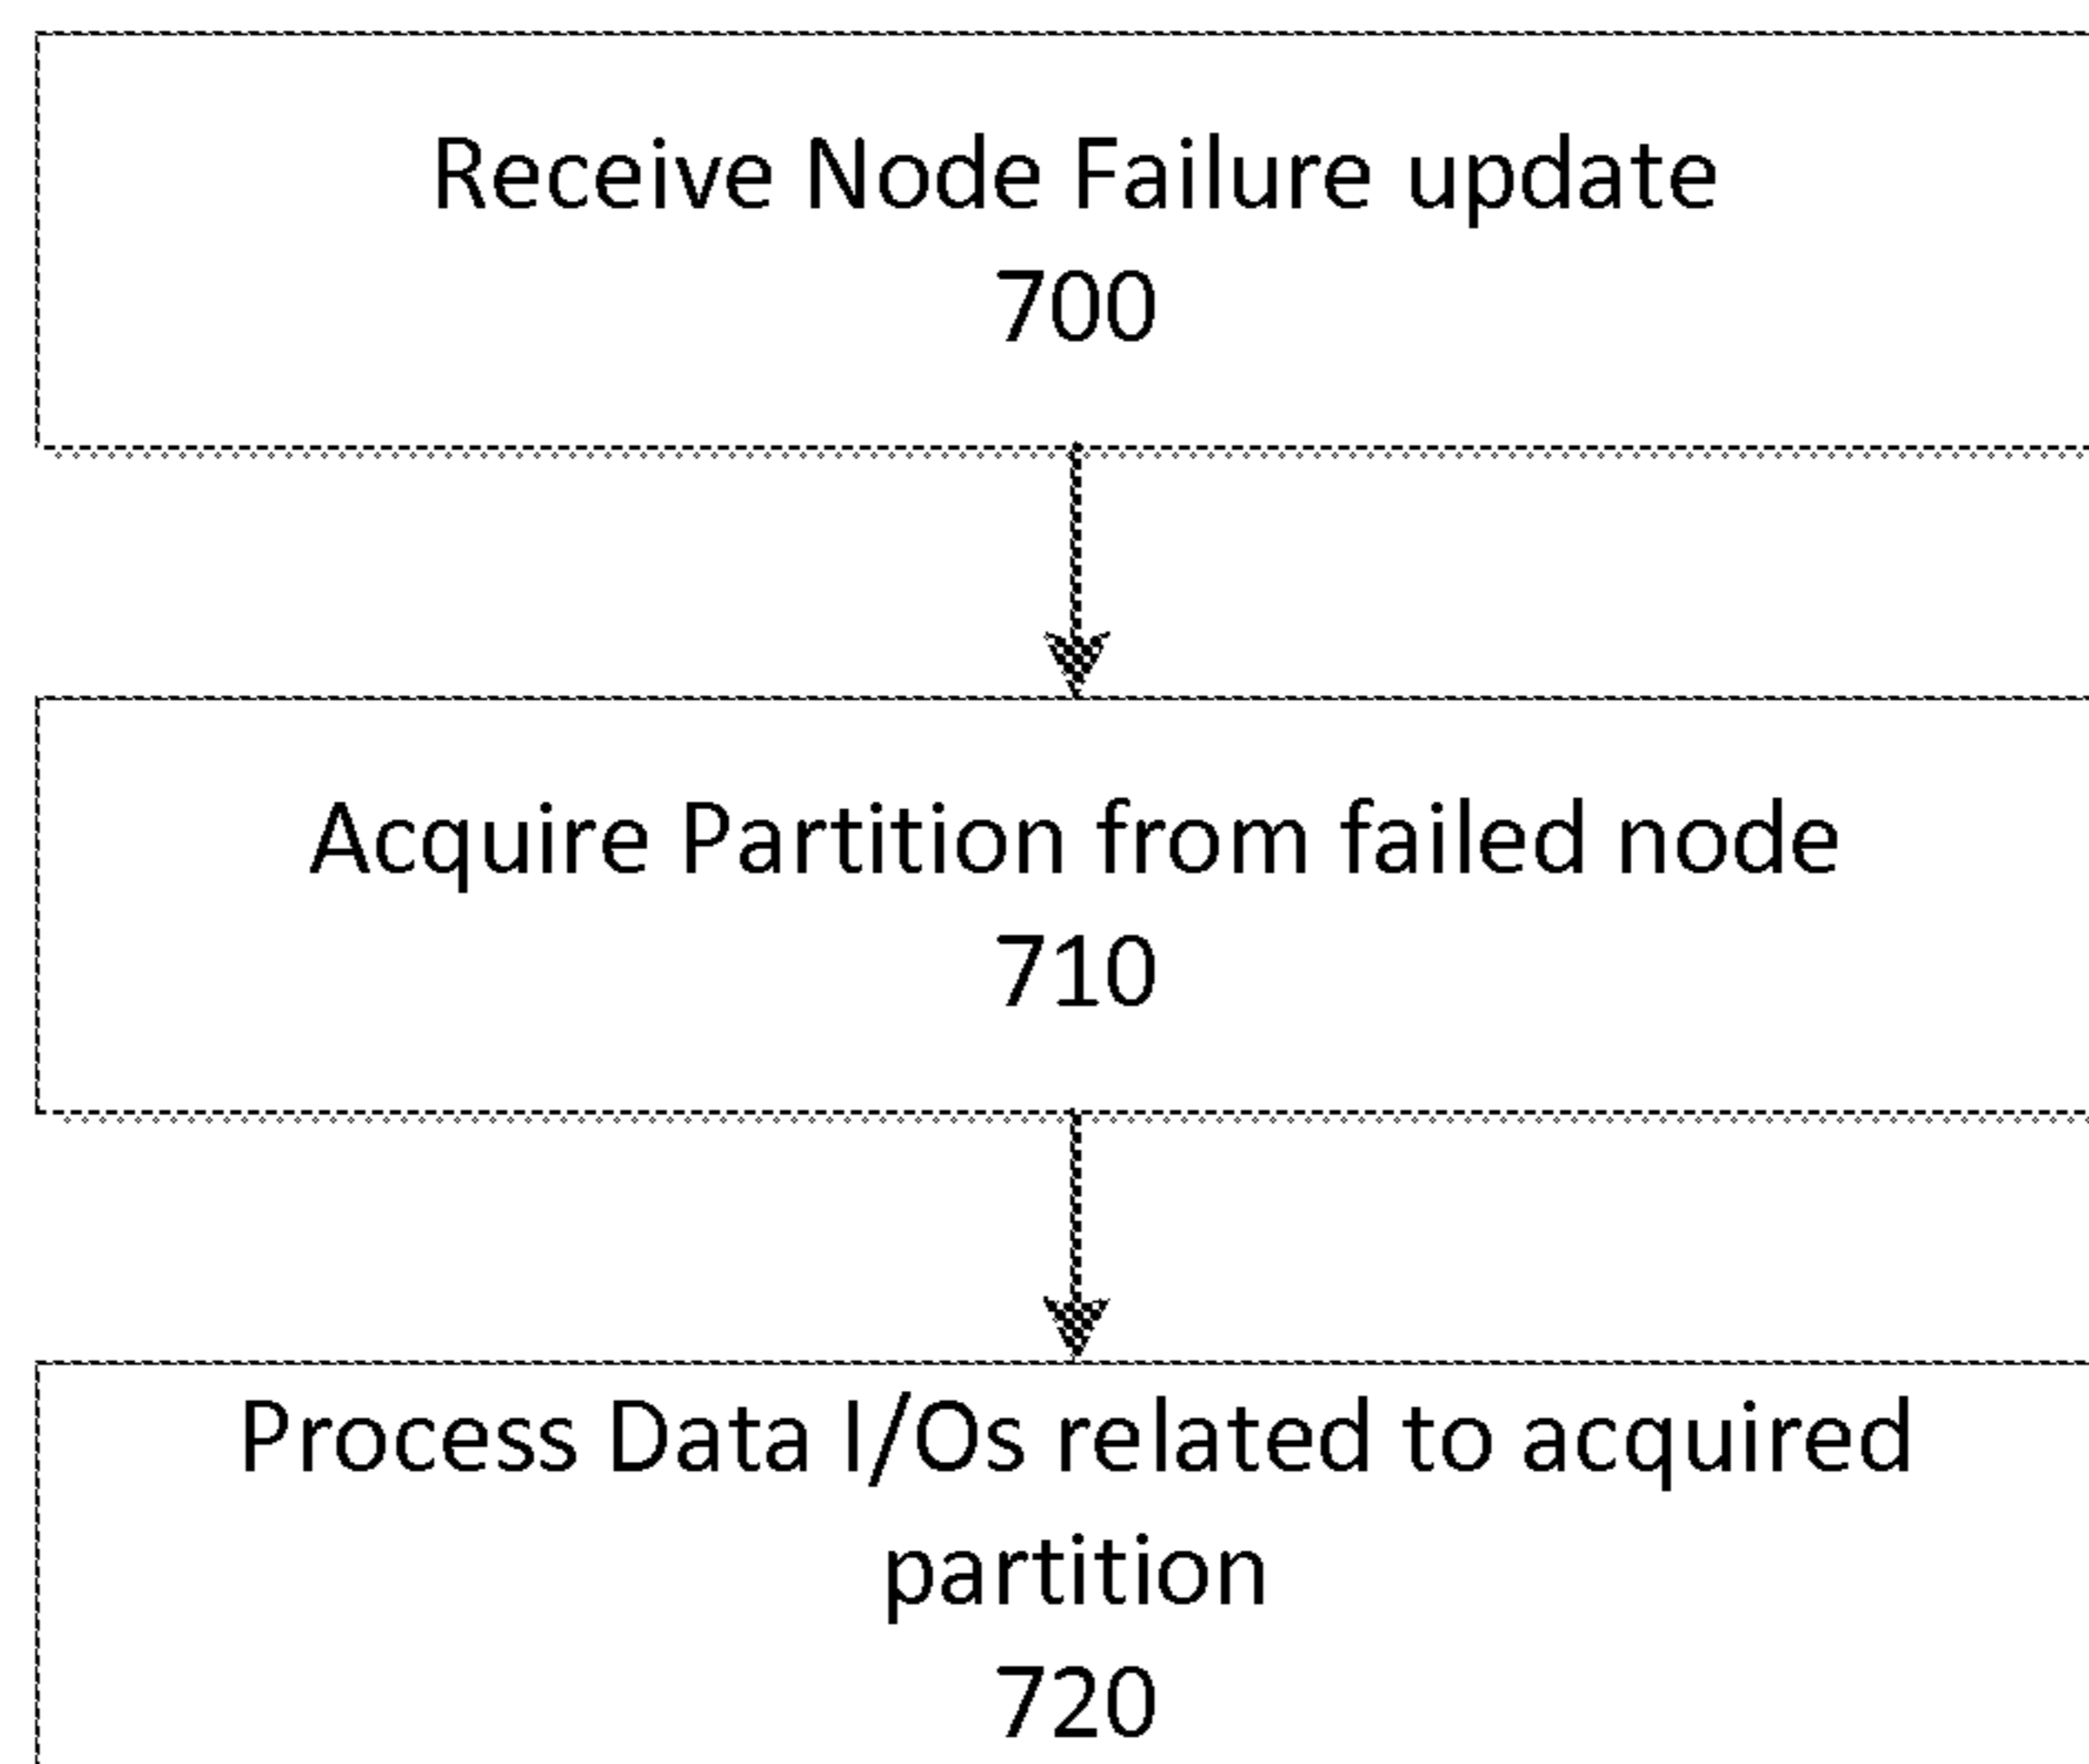 Receive Node Failure update
700
Acquire Partition from failed node
710
Process Data I/Os related to acquired
partition
720